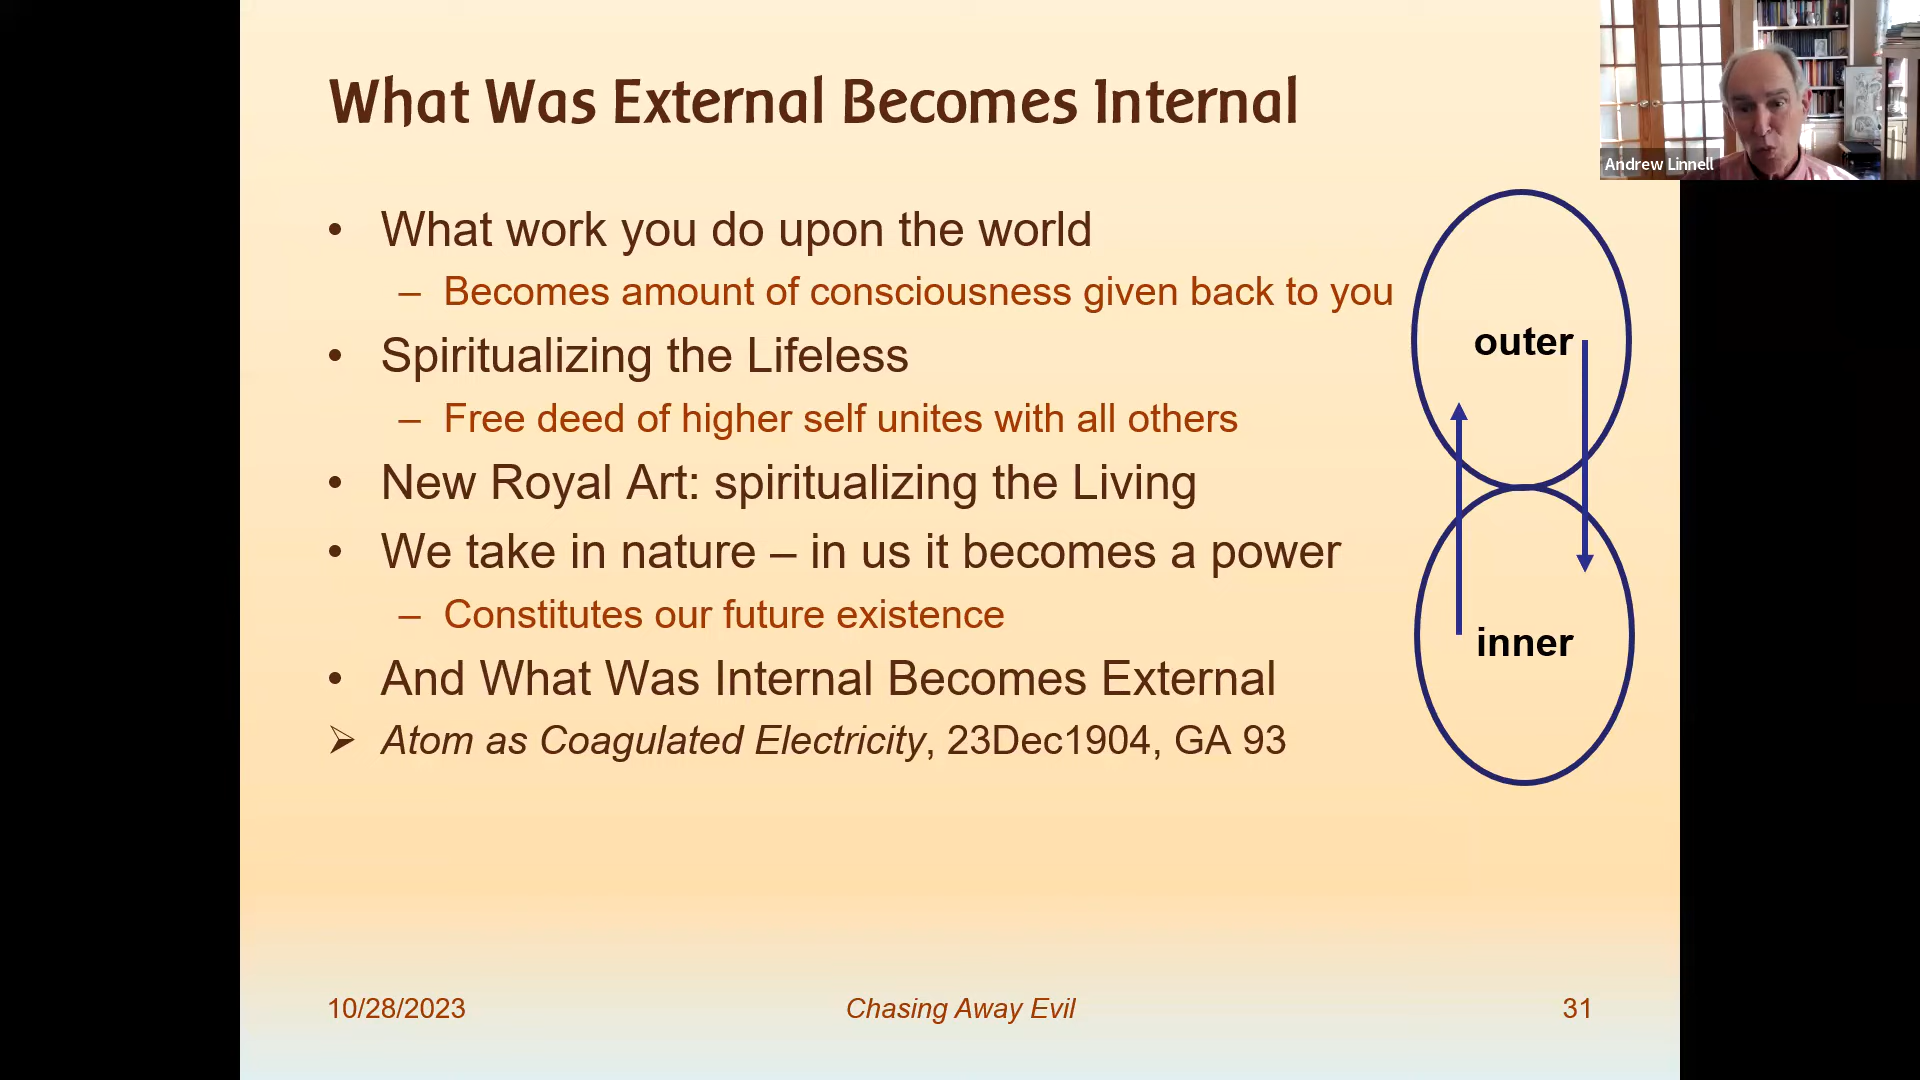 What Was External Becomes Internal
Andrew Linnell
• What work you do upon the world
– Becomes amount of consciousness given back to you
• Spiritualizing the Lifeless
– Free deed of higher self unites with all others
• New Royal Art: spiritualizing the Living
• We take in nature – in us it becomes a power
– Constitutes our future existence
• And What Was Internal Becomes External
➢ Atom as Coagulated Electricity, 23Dec1904, GA 93
outer
inner
10/28/2023
Chasing Away Evil
31